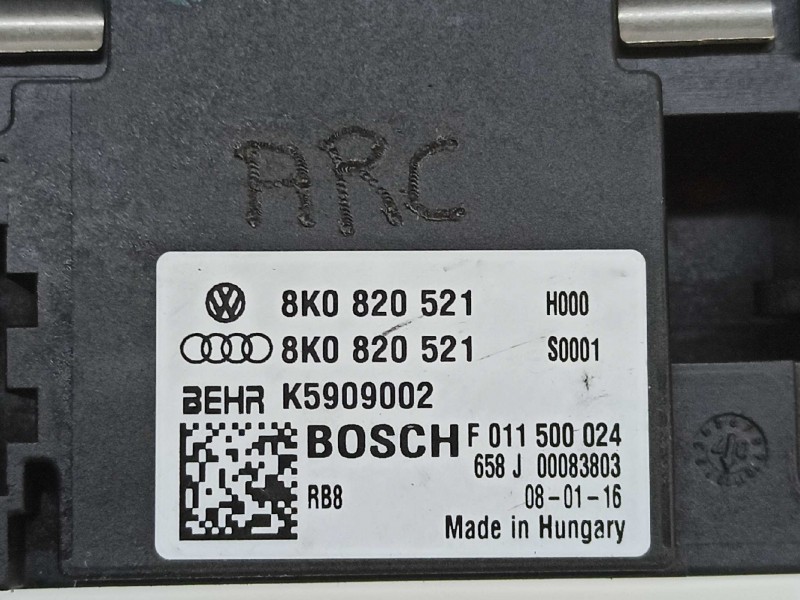 ARC
8K0 820 521 H000
8K0 820 521 S0001
BEHR K5909002
BOSCH F 011 500 024
658 J 00083803
RB8 08-01-16
Made in Hungary